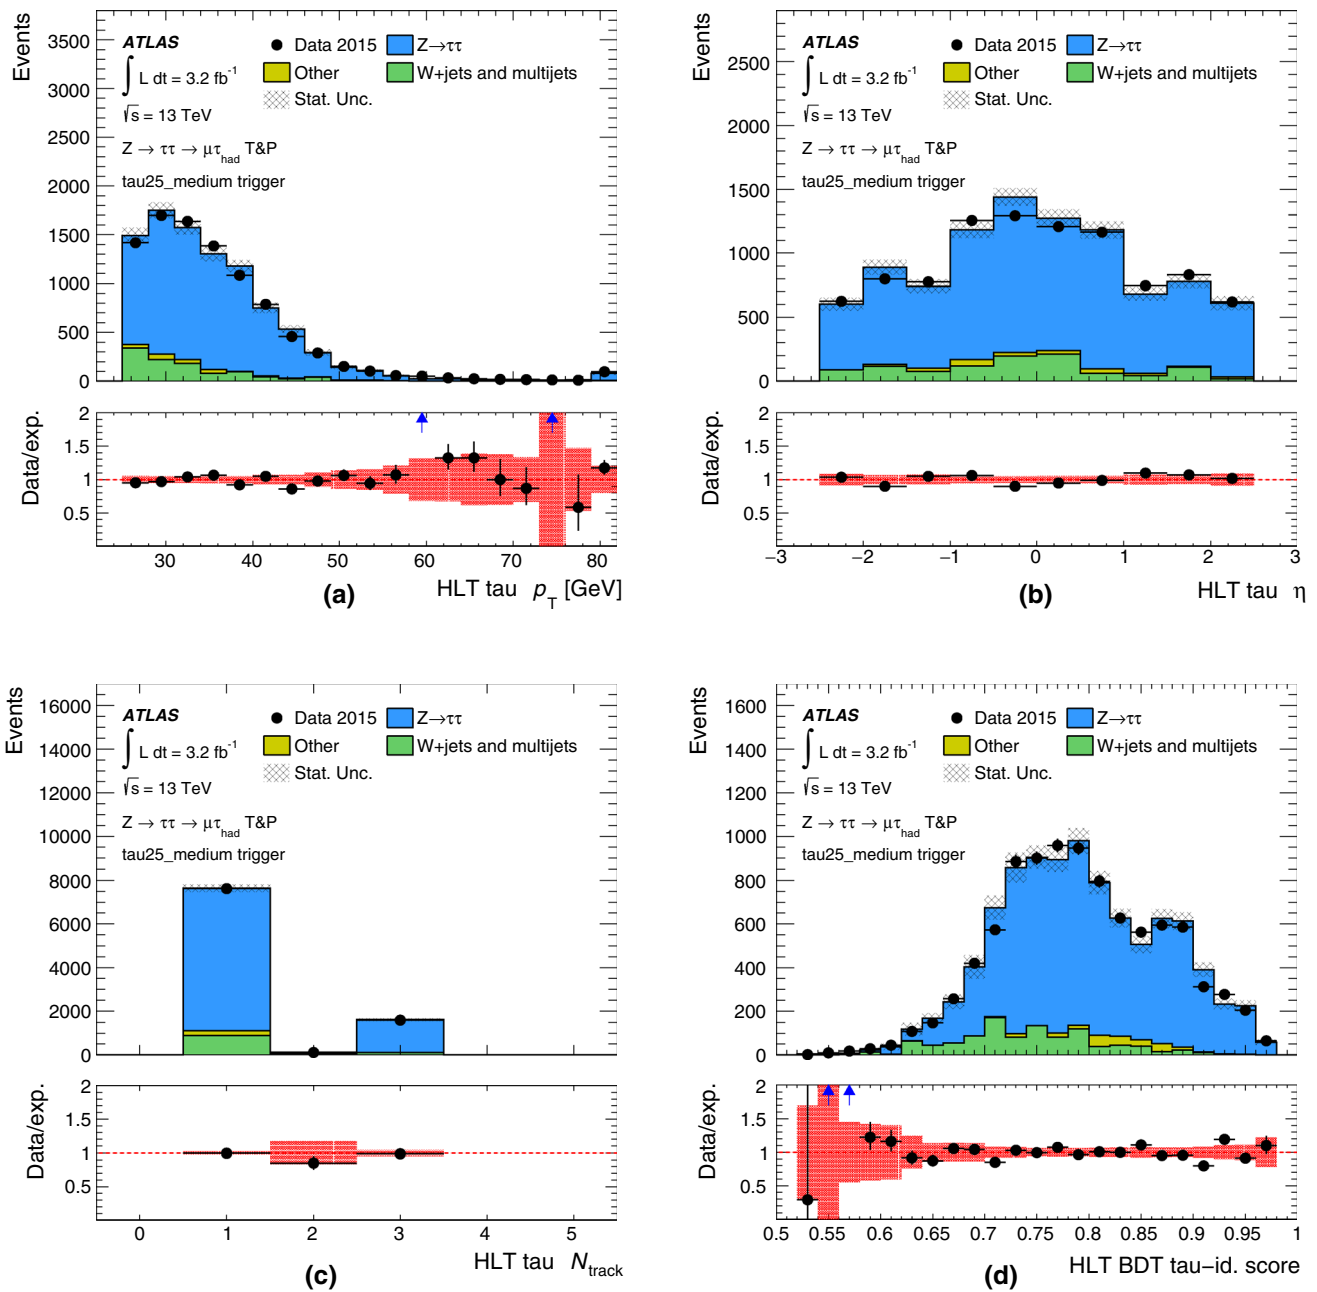 Events
3500
3000
2500
2000
1500
1000
500
0
ATLAS
∫ L dt = 3.2 fb⁻¹
√s = 13 TeV
Z → ττ → μτ_had T&P
tau25_medium trigger
Data 2015
Z→ττ
Other
W+jets and multijets
Stat. Unc.
Data/exp.
2
1.5
1
0.5
30 40 50 60 70 80
HLT tau p_T [GeV]
(a)
Events
2500
2000
1500
1000
500
0
ATLAS
∫ L dt = 3.2 fb⁻¹
√s = 13 TeV
Z → ττ → μτ_had T&P
tau25_medium trigger
Data 2015
Z→ττ
Other
W+jets and multijets
Stat. Unc.
Data/exp.
2
1.5
1
0.5
−3 −2 −1 0 1 2 3
HLT tau η
(b)
Events
16000
14000
12000
10000
8000
6000
4000
2000
0
ATLAS
∫ L dt = 3.2 fb⁻¹
√s = 13 TeV
Z → ττ → μτ_had T&P
tau25_medium trigger
Data 2015
Z→ττ
Other
W+jets and multijets
Stat. Unc.
Data/exp.
2
1.5
1
0.5
0 1 2 3 4 5
HLT tau N_track
(c)
Events
1600
1400
1200
1000
800
600
400
200
0
ATLAS
∫ L dt = 3.2 fb⁻¹
√s = 13 TeV
Z → ττ → μτ_had T&P
tau25_medium trigger
Data 2015
Z→ττ
Other
W+jets and multijets
Stat. Unc.
Data/exp.
2
1.5
1
0.5
0.5 0.55 0.6 0.65 0.7 0.75 0.8 0.85 0.9 0.95 1
HLT BDT tau−id. score
(d)